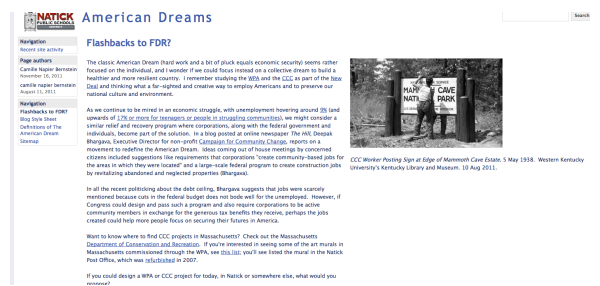 NATICK
PUBLIC SCHOOLS
American Dreams
Search
Navigation
Recent site activity
Page authors
Camille Napier Bernstein
November 16, 2011
camille napier bernstein
August 11, 2011
Navigation
Flashbacks to FDR?
Blog Style Sheet
Definitions of The
American Dream
Sitemap
Flashbacks to FDR?
The classic American Dream (hard work and a bit of pluck equals economic security) seems rather
focused on the individual, and I wonder if we could focus instead on a collective dream to build a
healthier and more resilient country. I remember studying the WPA and the CCC as part of the New
Deal and thinking what a far-sighted and creative way to employ Americans and to preserve our
national culture and environment.
As we continue to be mired in an economic struggle, with unemployment hovering around 9% (and
upwards of 17% or more for teenagers or people in struggling communities), we might consider a
similar relief and recovery program where corporations, along with the federal government and
individuals, become part of the solution. In a blog posted at online newspaper The Hill, Deepak
Bhargava, Executive Director for non-profit Campaign for Community Change, reports on a
movement to redefine the American Dream. Ideas coming out of house meetings by concerned
citizens included suggestions like requirements that corporations "create community-based jobs for
the areas in which they were located" and a large-scale federal program to create construction jobs
by revitalizing abandoned and neglected properties (Bhargava).
In all the recent politicking about the debt ceiling, Bhargava suggests that jobs were scarcely
mentioned because cuts in the federal budget does not bode well for the unemployed. However, if
Congress could design and pass such a program and also require corporations to be active
community members in exchange for the generous tax benefits they receive, perhaps the jobs
created could help more people focus on securing their futures in America.
Want to know where to find CCC projects in Massachusetts? Check out the Massachusetts
Department of Conservation and Recreation. If you're interested in seeing some of the art murals in
Massachusetts commissioned through the WPA, see this list; you'll see listed the mural in the Natick
Post Office, which was refurbished in 2007.
If you could design a WPA or CCC project for today, in Natick or somewhere else, what would you
propose?
MAM CAVE
NAT PARK
CCC Worker Posting Sign at Edge of Mammoth Cave Estate. 5 May 1938. Western Kentucky
University's Kentucky Library and Museum. 10 Aug 2011.